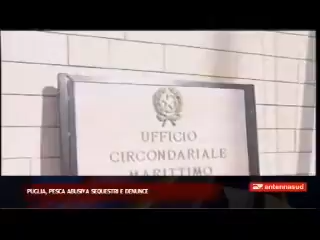 UFFICIO
CIRCONDARIALE
MARITTIMO
PUGLIA, PESCA ABUSIVA SEQUESTRI E DENUNCE
antennasud